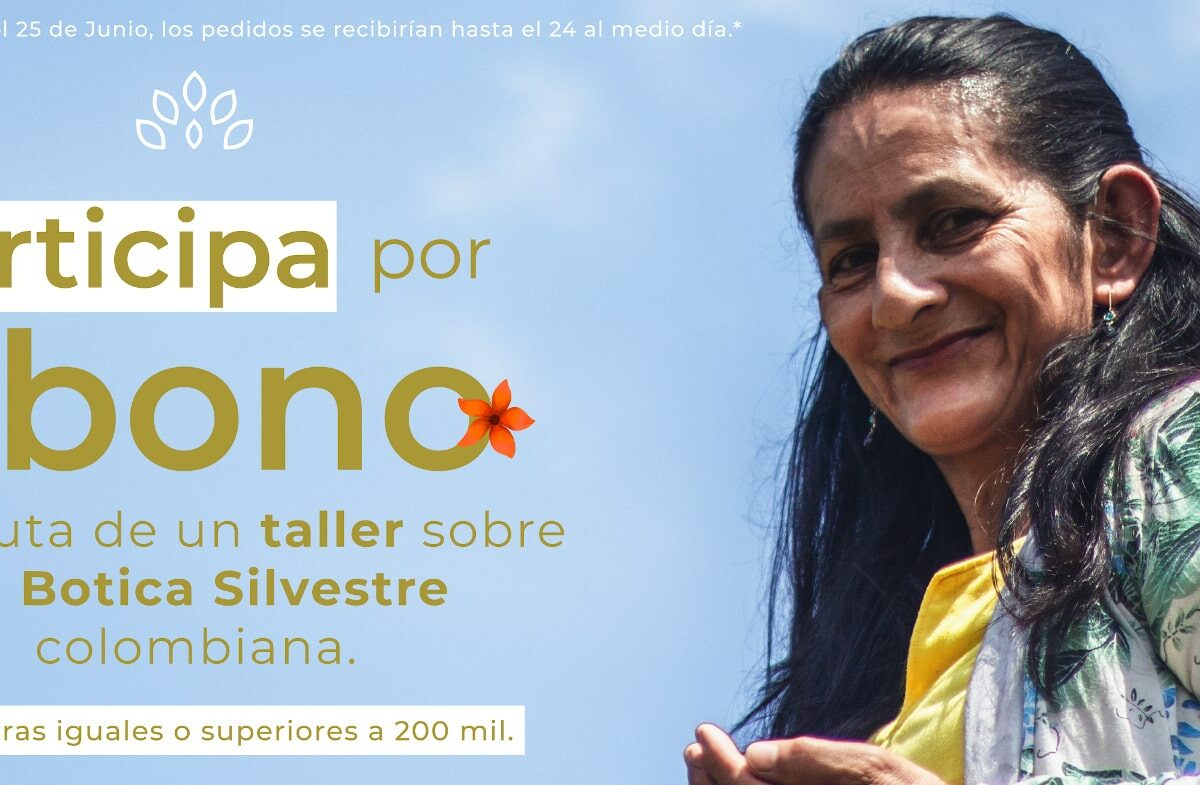 el 25 de Junio, los pedidos se recibirían hasta el 24 al medio día.*
rticipa por
bono
uta de un taller sobre
Botica Silvestre
colombiana.
ras iguales o superiores a 200 mil.